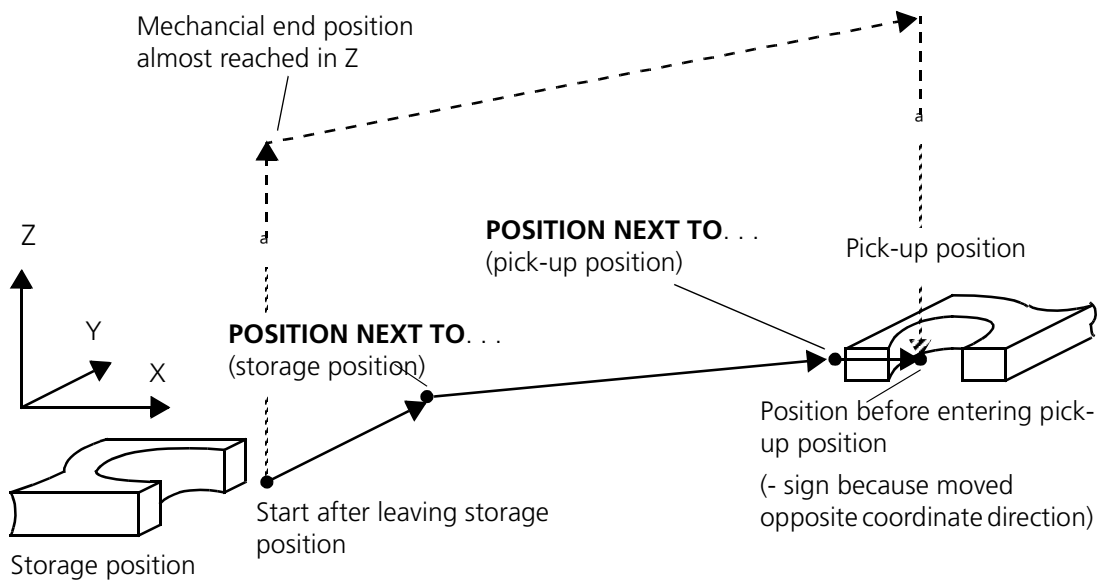 Mechancial end position
almost reached in Z
a
a
Z
Y
X
POSITION NEXT TO. . .
(pick-up position)
Pick-up position
POSITION NEXT TO. . .
(storage position)
Position before entering pick-
up position
(- sign because moved
opposite coordinate direction)
Start after leaving storage
position
Storage position